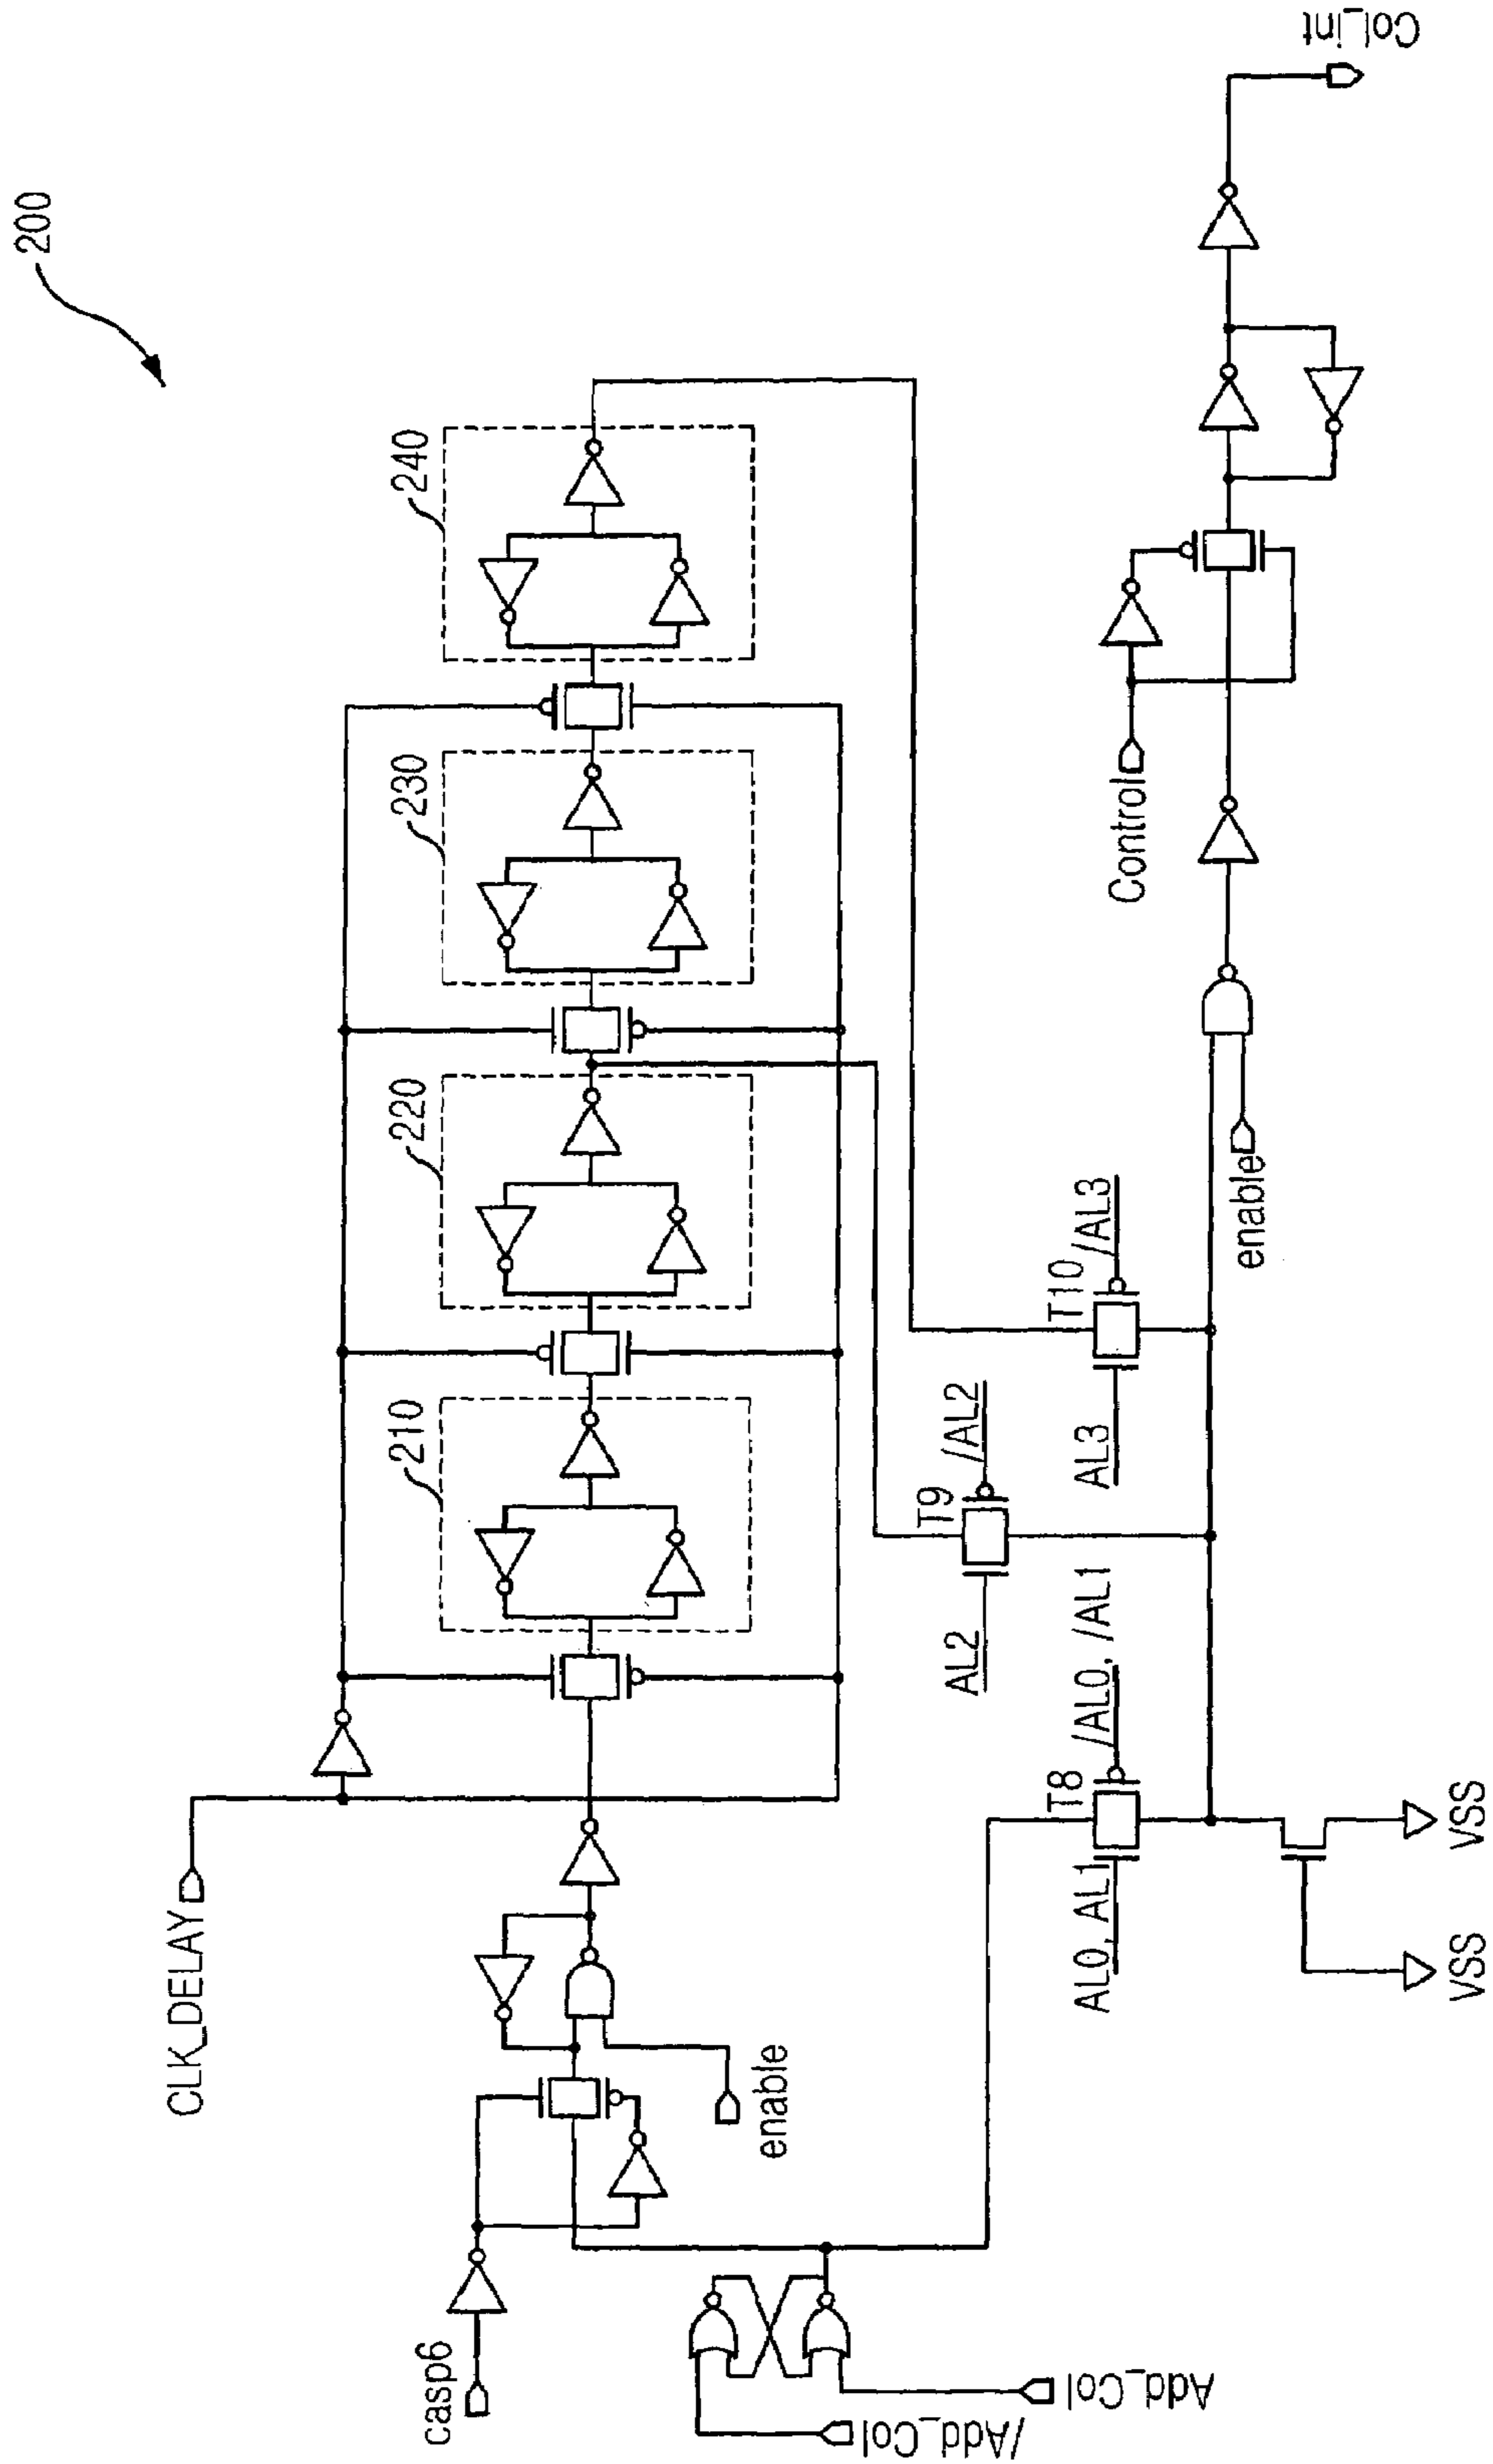 200
CLK_DELAY
casp6
enable
210
220
230
240
/Add_Col
Add_Col
T8
AL0, AL1
/AL0, /AL1
T9
AL2
/AL2
T10
AL3
/AL3
VSS
VSS
enable
Control
Col_int